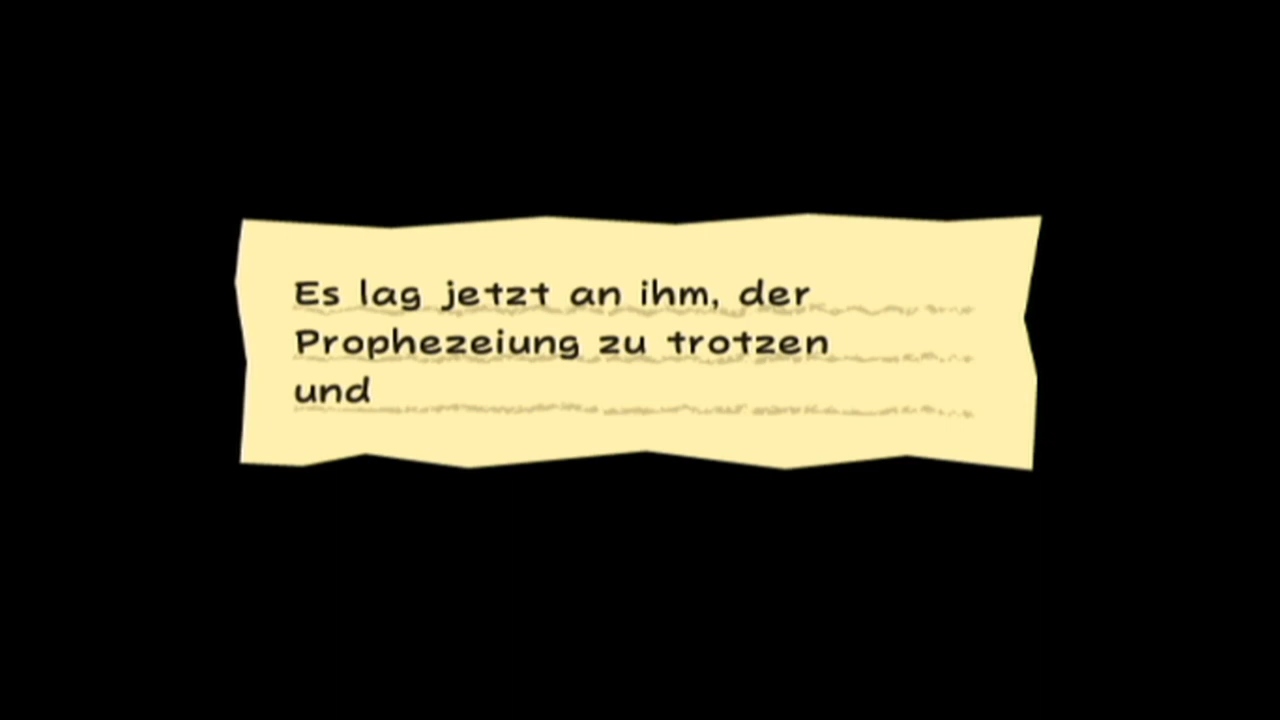 Es lag jetzt an ihm, der
Prophezeiung zu trotzen
und